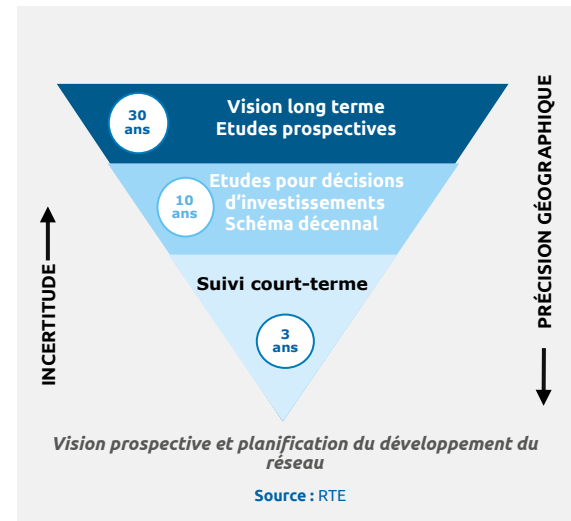 30
ans
Vision long terme
Etudes prospectives
10
ans
Etudes pour décisions
d’investissements
Schéma décennal
Suivi court-terme
3
ans
INCERTITUDE
PRÉCISION GÉOGRAPHIQUE
Vision prospective et planification du développement du
réseau
Source : RTE